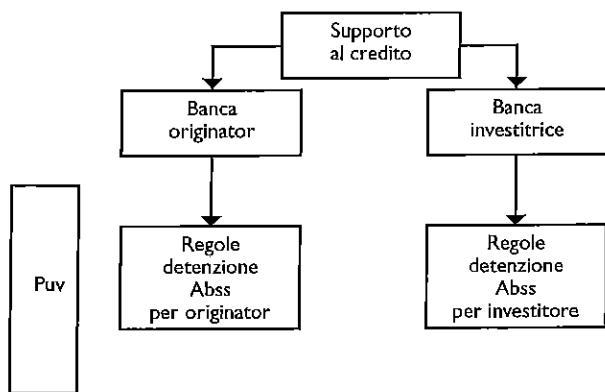 Supporto
al credito
Banca
originator
Banca
investitrice
Puv
Regole
detenzione
Abss
per originator
Regole
detenzione
Abss
per investitore